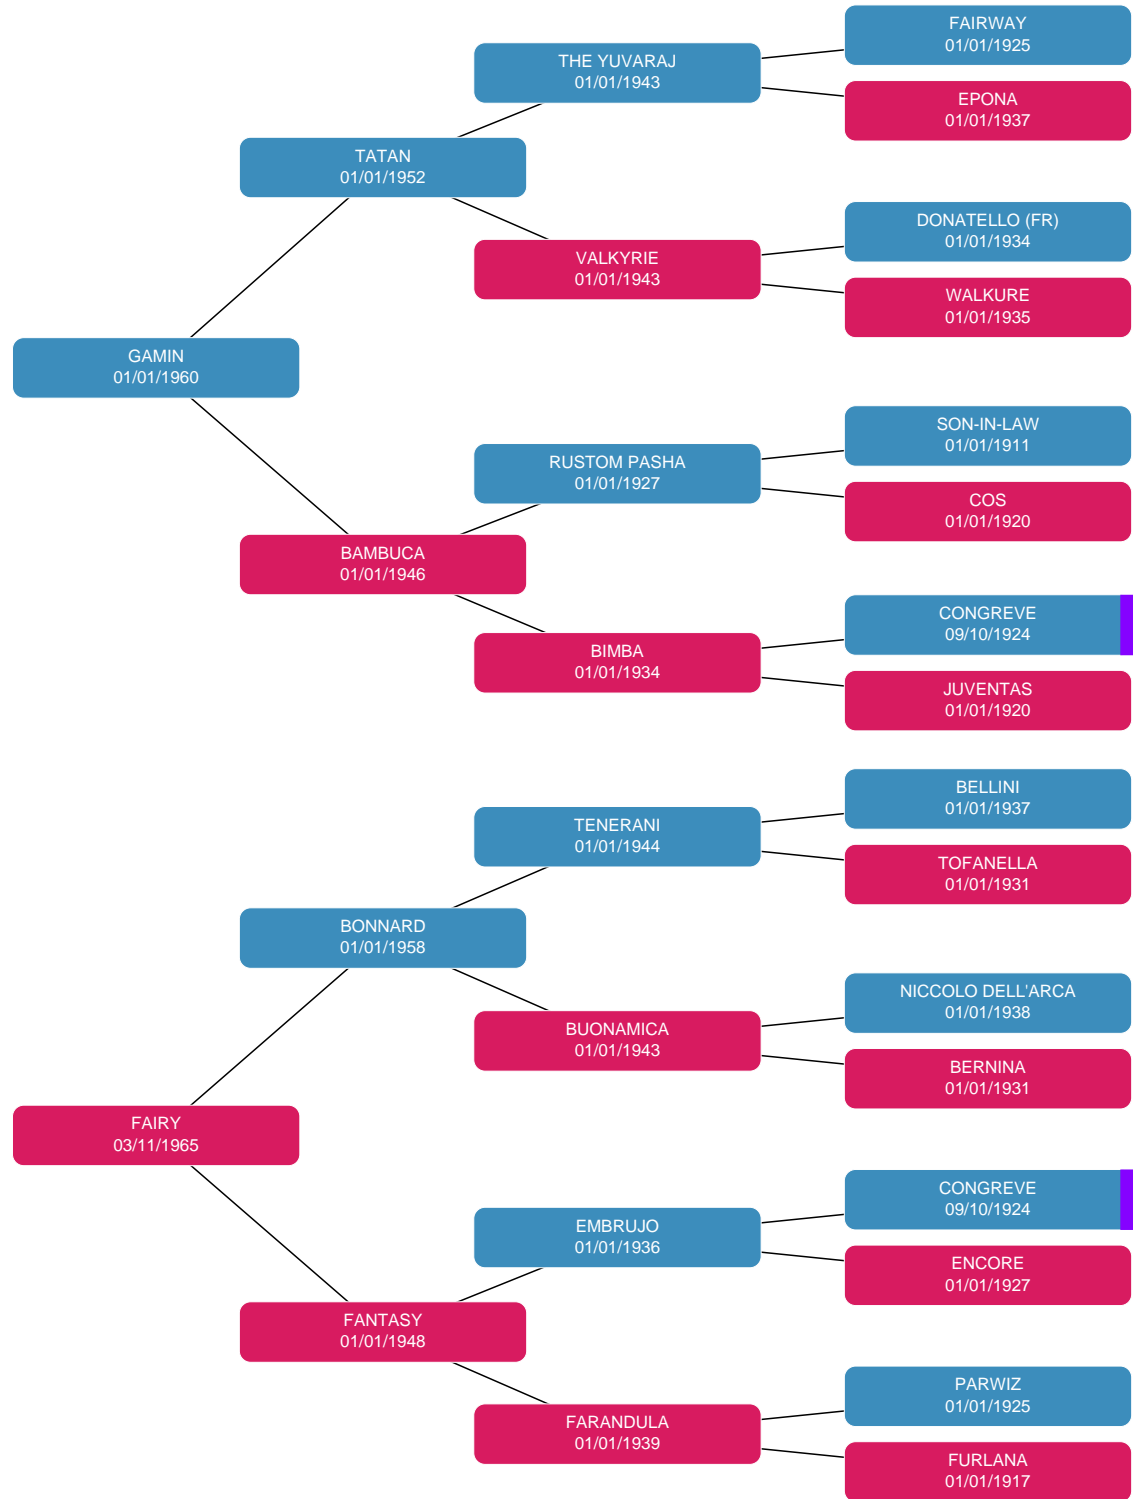 FAIRWAY
01/01/1925
THE YUVARAJ
01/01/1943
EPONA
01/01/1937
TATAN
01/01/1952
DONATELLO (FR)
01/01/1934
VALKYRIE
01/01/1943
WALKURE
01/01/1935
GAMIN
01/01/1960
SON-IN-LAW
01/01/1911
RUSTOM PASHA
01/01/1927
COS
01/01/1920
BAMBUCA
01/01/1946
CONGREVE
09/10/1924
BIMBA
01/01/1934
JUVENTAS
01/01/1920
BELLINI
01/01/1937
TENERANI
01/01/1944
TOFANELLA
01/01/1931
BONNARD
01/01/1958
NICCOLO DELL'ARCA
01/01/1938
BUONAMICA
01/01/1943
BERNINA
01/01/1931
FAIRY
03/11/1965
CONGREVE
09/10/1924
EMBRUJO
01/01/1936
ENCORE
01/01/1927
FANTASY
01/01/1948
PARWIZ
01/01/1925
FARANDULA
01/01/1939
FURLANA
01/01/1917